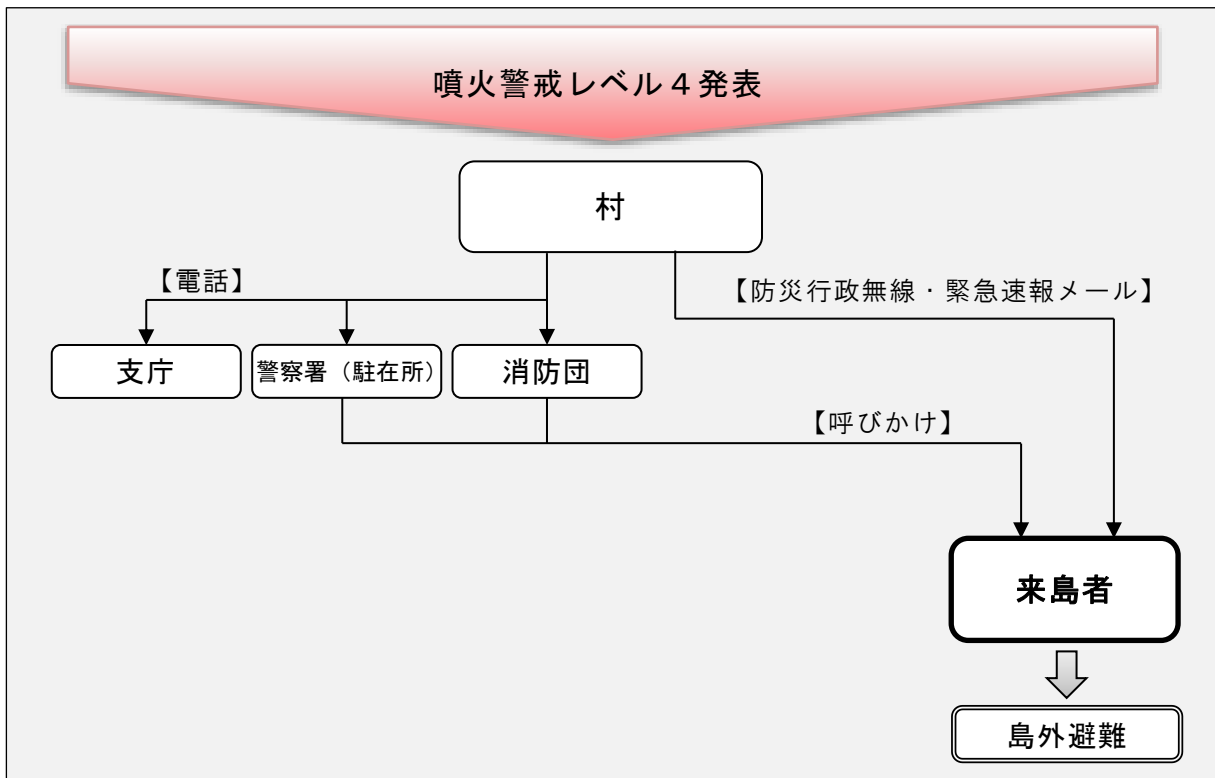 噴火警戒レベル４発表
村
【電話】
【防災行政無線・緊急速報メール】
支庁
警察署（駐在所）
消防団
【呼びかけ】
来島者
島外避難